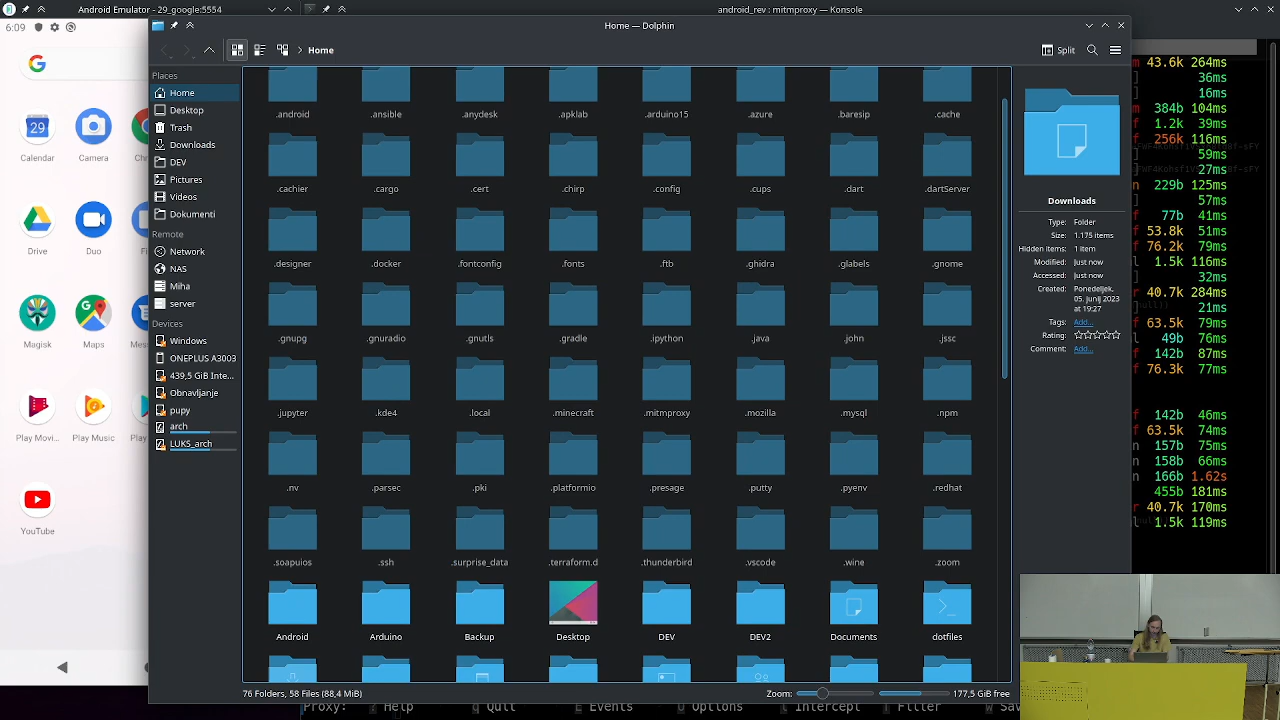 Android Emulator - 29_google:5554
android_rev : mitmproxy — Konsole
6:09
Home — Dolphin
Home
Split
Places
Home
Desktop
Trash
Downloads
DEV
Pictures
Videos
Dokumenti
Remote
Network
NAS
Miha
server
Devices
Windows
ONEPLUS A3003
439,5 GiB Inte...
Obnavljanje
pupy
arch
LUKS_arch
.android .ansible .anydesk .apklab .arduino15 .azure .baresip .cache
.cachier .cargo .cert .chirp .config .cups .dart .dartServer
.designer .docker .fontconfig .fonts .ftb .ghidra .glabels .gnome
.gnupg .gnuradio .gnutls .gradle .ipython .java .john .jssc
.jupyter .kde4 .local .minecraft .mitmproxy .mozilla .mysql .npm
.nv .parsec .pki .platformio .presage .putty .pyenv .redhat
.soapuios .ssh .surprise_data .terraform.d .thunderbird .vscode .wine .zoom
Android Arduino Backup Desktop DEV DEV2 Documents dotfiles
76 Folders, 58 Files (88,4 MiB)
Zoom:
177,5 GiB free
Downloads
Type: Folder
Size: 1.175 items
Hidden items: 1 item
Modified: Just now
Accessed: Just now
Created: Ponedeljek,
05. junij 2023
at 19:27
Tags: Add...
Rating:
Comment: Add...
m 43.6k 264ms
] 36ms
] 16ms
m 384b 104ms
f 1.2k 39ms
f 256k 116ms
] 59ms
] 27ms
n 229b 125ms
] 57ms
f 77b 41ms
f 53.8k 51ms
f 76.2k 79ms
l 1.5k 116ms
] 32ms
r 40.7k 284ms
] 21ms
f 63.5k 79ms
l 49b 76ms
f 142b 87ms
f 76.3k 77ms
f 142b 46ms
f 63.5k 74ms
n 157b 75ms
n 158b 66ms
n 166b 1.62s
455b 181ms
r 40.7k 170ms
l 1.5k 119ms
G
29
Calendar Camera Chr
Drive Duo Fi
Magisk Maps Mes
Play Movi... Play Music Play
YouTube
Proxy: ? Help Q Quit E Events O Options i Intercept f Filter w Sav